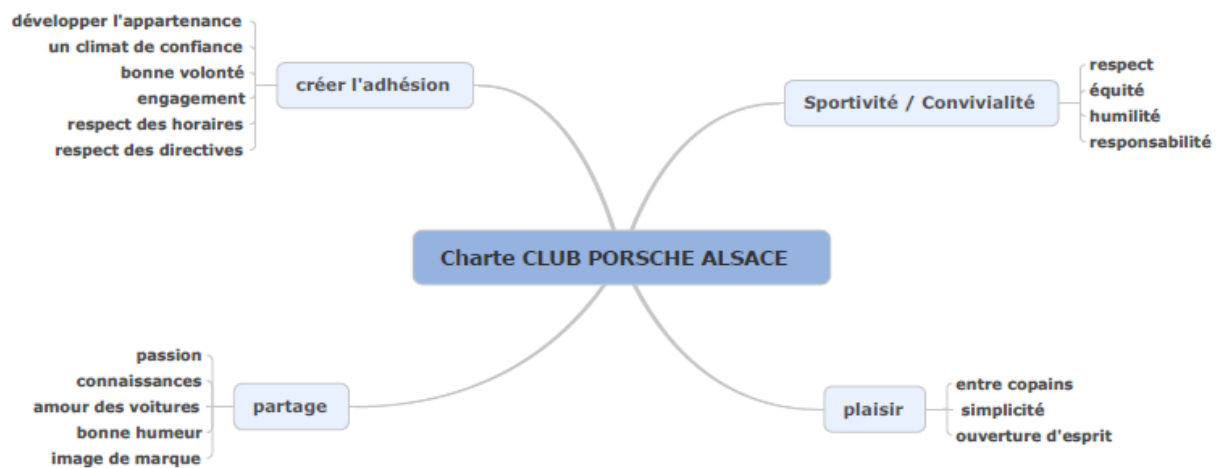 développer l'appartenance
un climat de confiance
bonne volonté
engagement
respect des horaires
respect des directives
créer l'adhésion
Sportivité / Convivialité
respect
équité
humilité
responsabilité
Charte CLUB PORSCHE ALSACE
passion
connaissances
amour des voitures
bonne humeur
image de marque
partage
plaisir
entre copains
simplicité
ouverture d'esprit